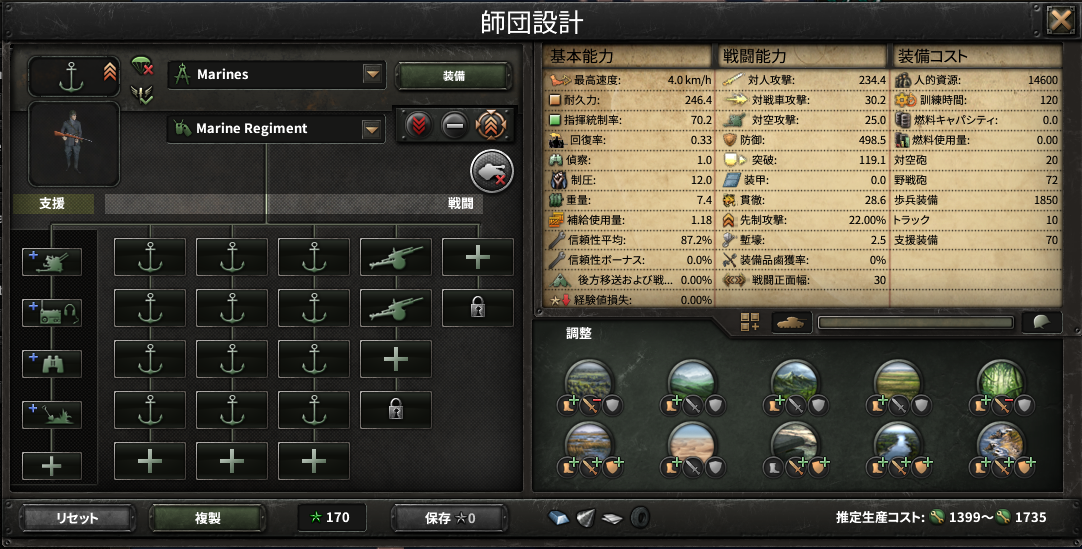 師団設計
Marines
装備
Marine Regiment
支援
戦闘
基本能力
最高速度: 4.0 km/h
耐久力: 246.4
指揮統制率: 70.2
回復率: 0.33
偵察: 1.0
制圧: 12.0
重量: 7.4
補給使用量: 1.18
信頼性平均: 87.2%
信頼性ボーナス: 0.0%
後方移送および戦... 0.00%
経験値損失: 0.00%
戦闘能力
対人攻撃: 234.4
対戦車攻撃: 30.2
対空攻撃: 25.0
防御: 498.5
突破: 119.1
装甲: 0.0
貫徹: 28.6
先制攻撃: 22.00%
塹壕: 2.5
装備品鹵獲率: 0%
戦闘正面幅: 30
装備コスト
人的資源: 14600
訓練時間: 120
燃料キャパシティ: 0.0
燃料使用量: 0.00
対空砲 20
野戦砲 72
歩兵装備 1850
トラック 10
支援装備 70
調整
リセット
複製
170
保存 0
推定生産コスト: 1399～ 1735